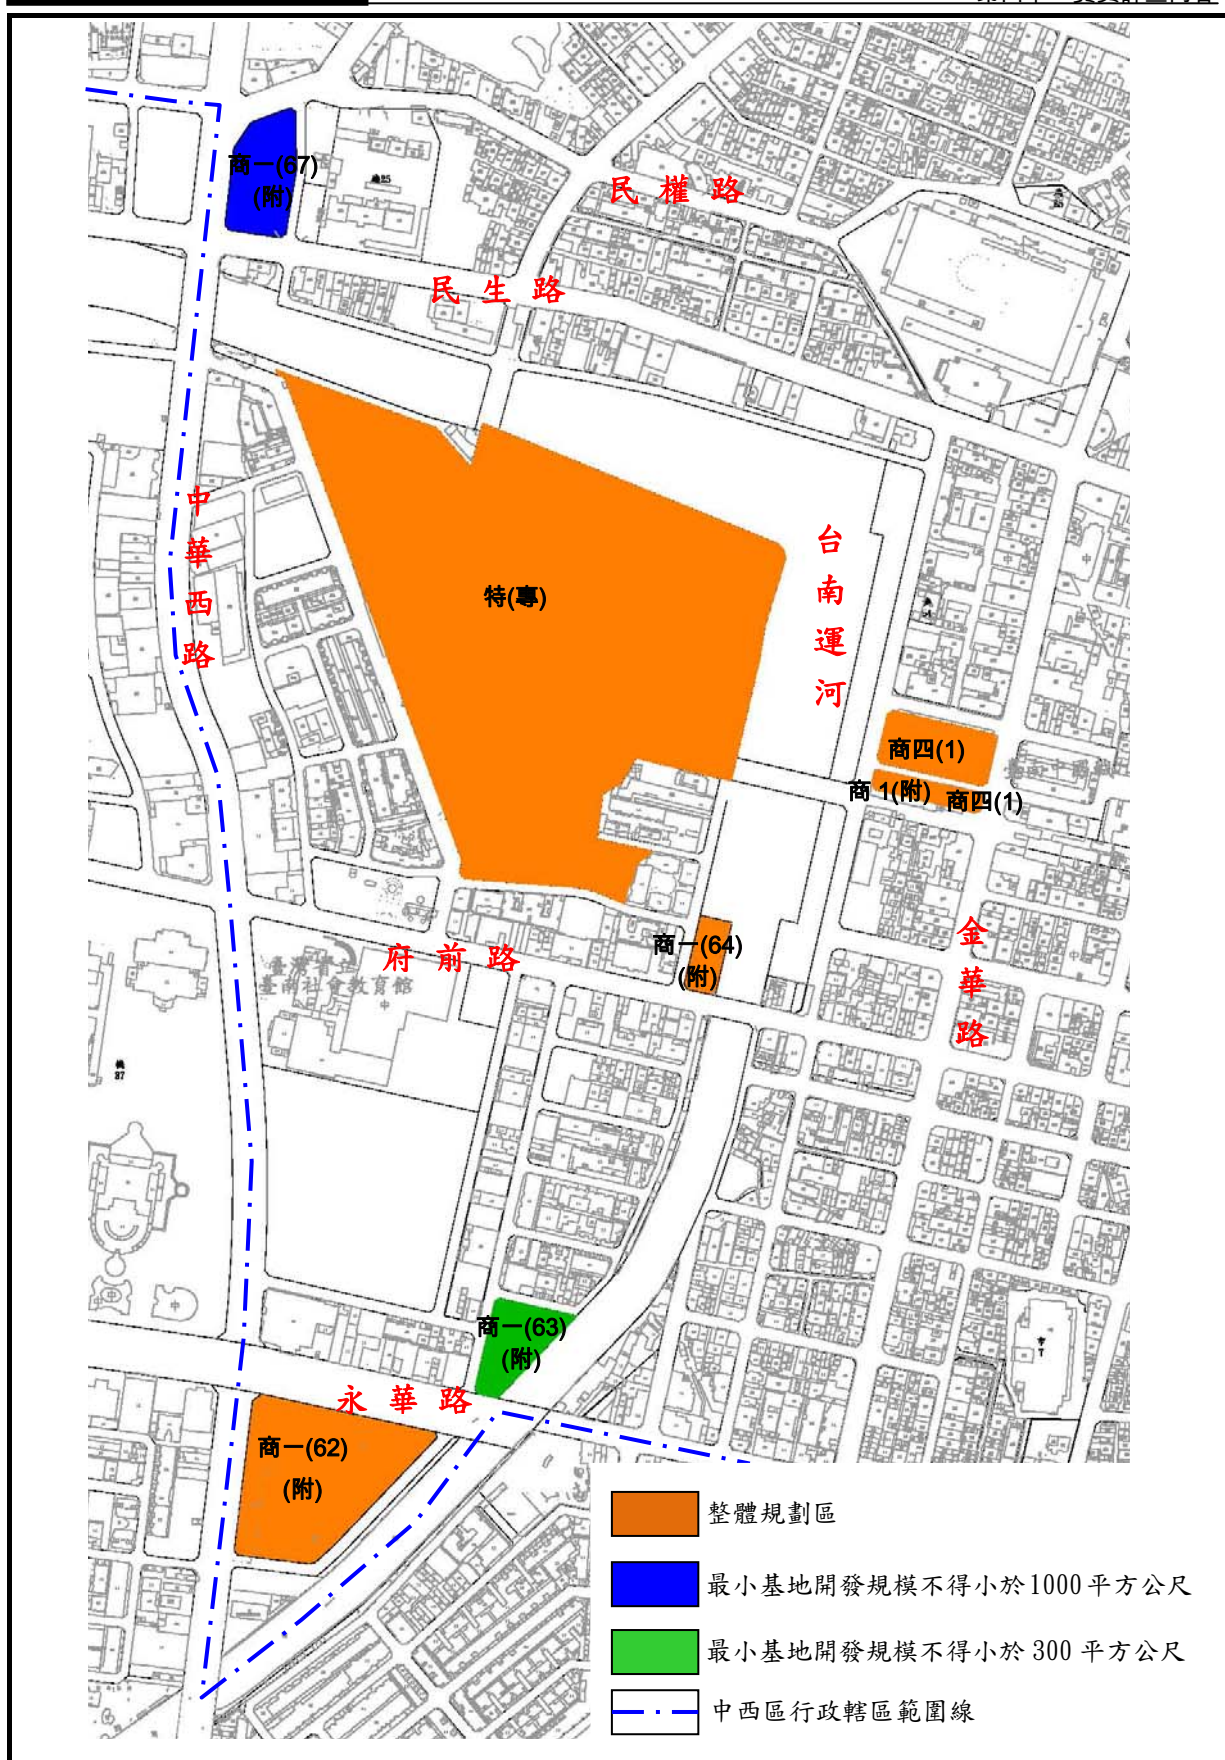 商一(67)
(附)
民權路
民生路
中華西路
台南運河
特(專)
商四(1)
商1(附)
商四(1)
金華路
商一(64)
(附)
府前路
臺灣省立
臺南社會教育館
商一(63)
(附)
永華路
商一(62)
(附)
整體規劃區
最小基地開發規模不得小於1000平方公尺
最小基地開發規模不得小於 300 平方公尺
中西區行政轄區範圍線